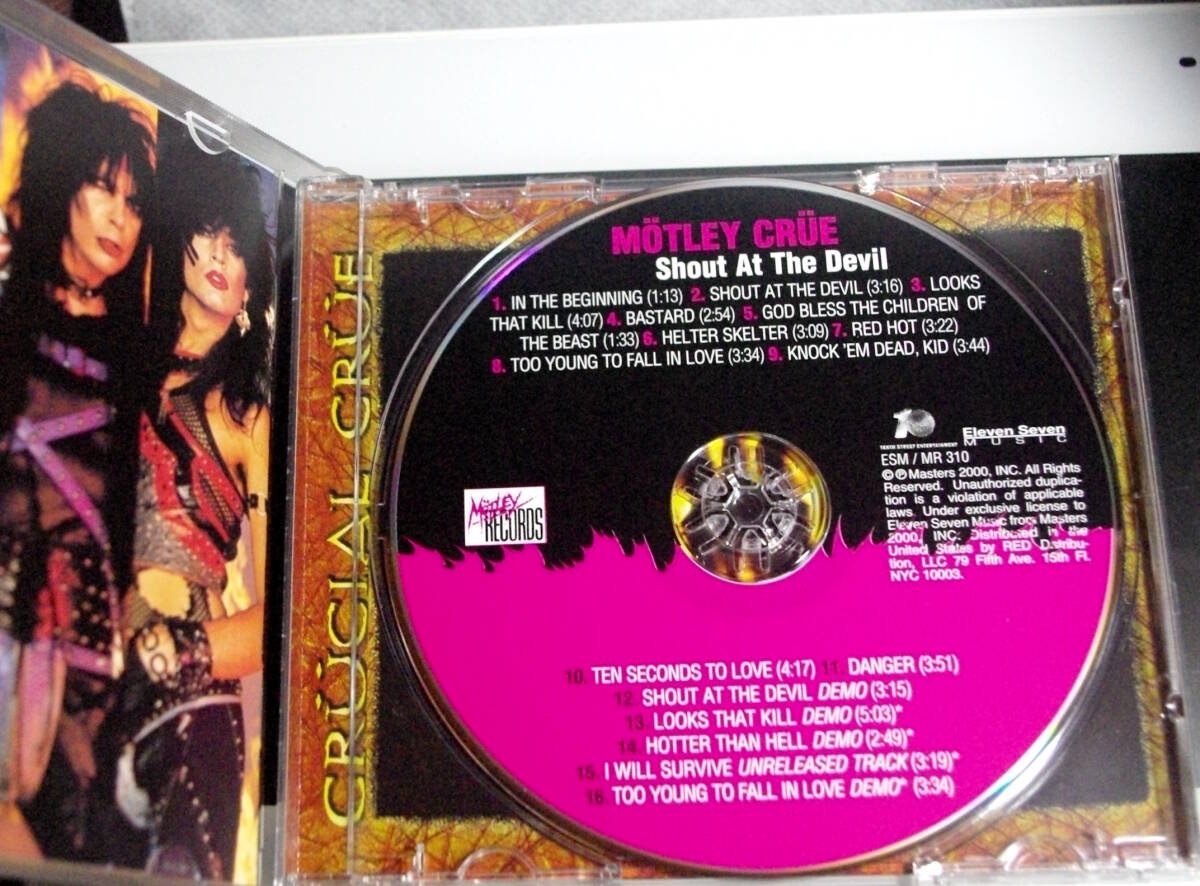 CRÜCIAL CRÜE
MÖTLEY CRÜE
Shout At The Devil
1. IN THE BEGINNING (1:13) 2. SHOUT AT THE DEVIL (3:16) 3. LOOKS
THAT KILL (4:07) 4. BASTARD (2:54) 5. GOD BLESS THE CHILDREN OF
THE BEAST (1:33) 6. HELTER SKELTER (3:09) 7. RED HOT (3:22)
8. TOO YOUNG TO FALL IN LOVE (3:34) 9. KNOCK 'EM DEAD, KID (3:44)
10
TENTH STREET ENTERTAINMENT
Eleven Seven
MUSIC
ESM / MR 310
©℗Masters 2000, INC. All Rights
Reserved. Unauthorized duplica-
tion is a violation of applicable
laws. Under exclusive license to
Eleven Seven Music from Masters
2000, INC. Distributed in the
United States by RED Distribu-
tion, LLC 79 Fifth Ave. 15th Fl.
NYC 10003.
MÖTLEY
RECORDS
10. TEN SECONDS TO LOVE (4:17) 11. DANGER (3:51)
12. SHOUT AT THE DEVIL DEMO (3:15)
13. LOOKS THAT KILL DEMO (5:03)*
14. HOTTER THAN HELL DEMO (2:49)*
15. I WILL SURVIVE UNRELEASED TRACK (3:19)*
16. TOO YOUNG TO FALL IN LOVE DEMO* (3:34)